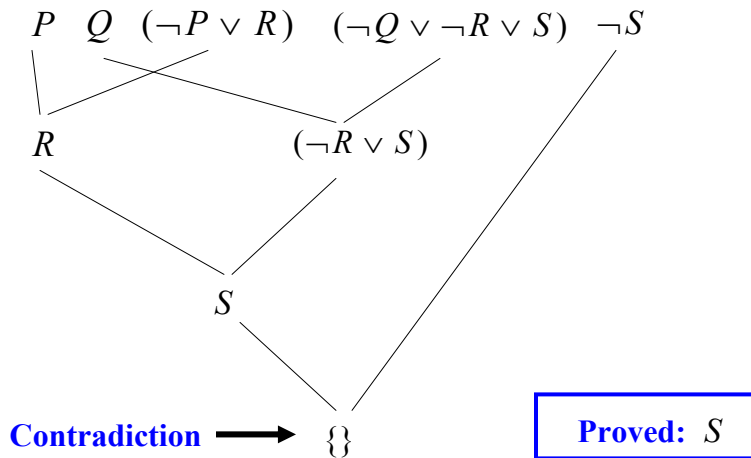 P Q (¬P ∨ R) (¬Q ∨ ¬R ∨ S) ¬S
R (¬R ∨ S)
S
Contradiction {} Proved: S